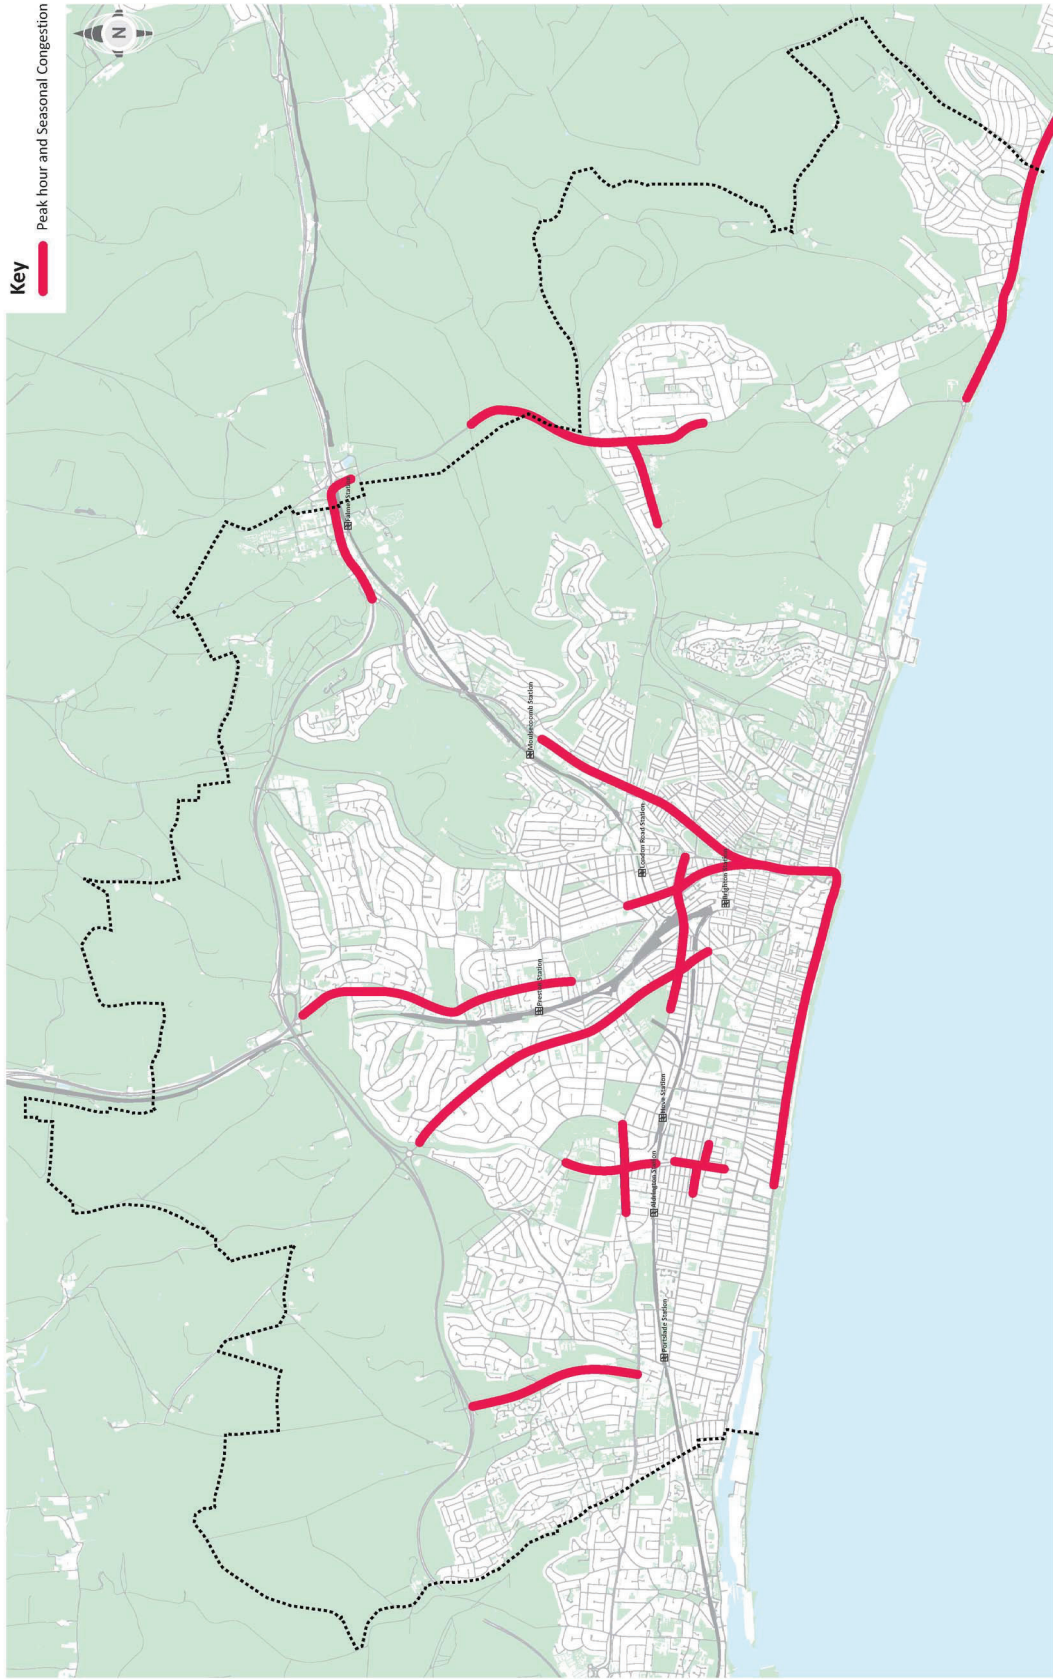 Key
Peak hour and Seasonal Congestion
N
Falmer Station
Moulsecoomb Station
London Road Station
Brighton Station
Preston Station
Hove Station
Aldrington Station
Portslade Station